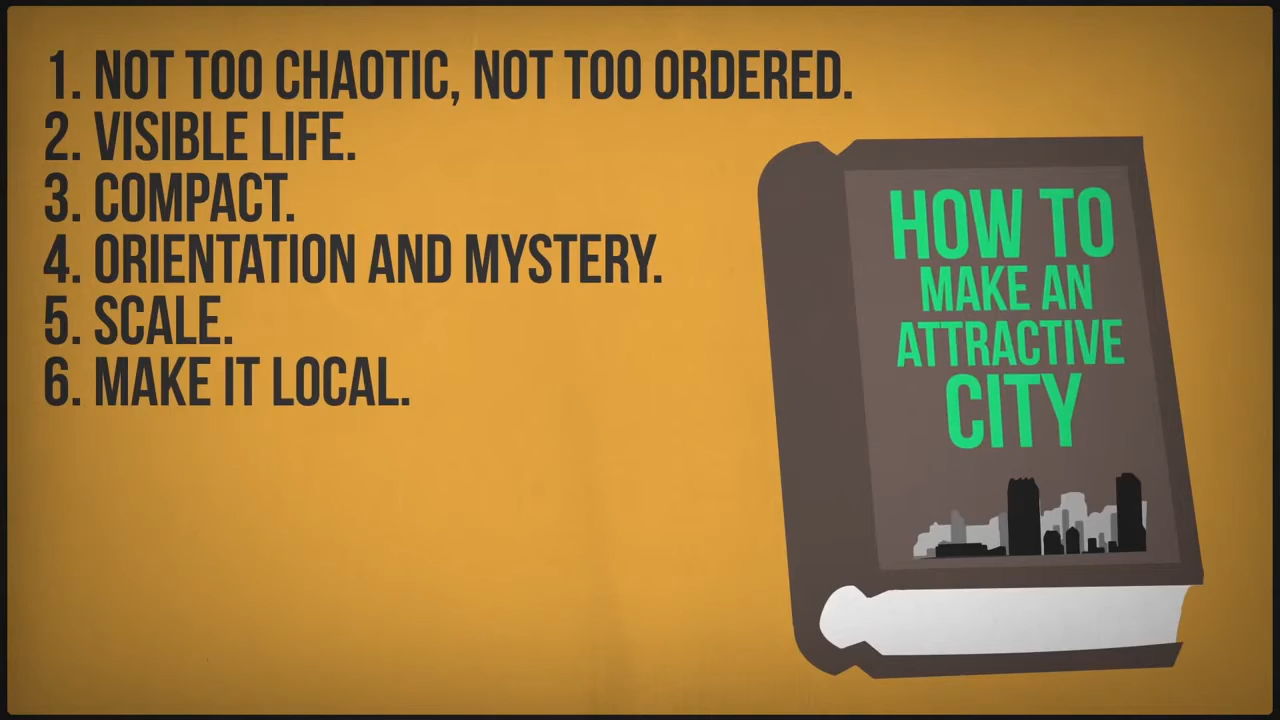 1. NOT TOO CHAOTIC, NOT TOO ORDERED.
2. VISIBLE LIFE.
3. COMPACT.
4. ORIENTATION AND MYSTERY.
5. SCALE.
6. MAKE IT LOCAL.
HOW TO
MAKE AN
ATTRACTIVE
CITY